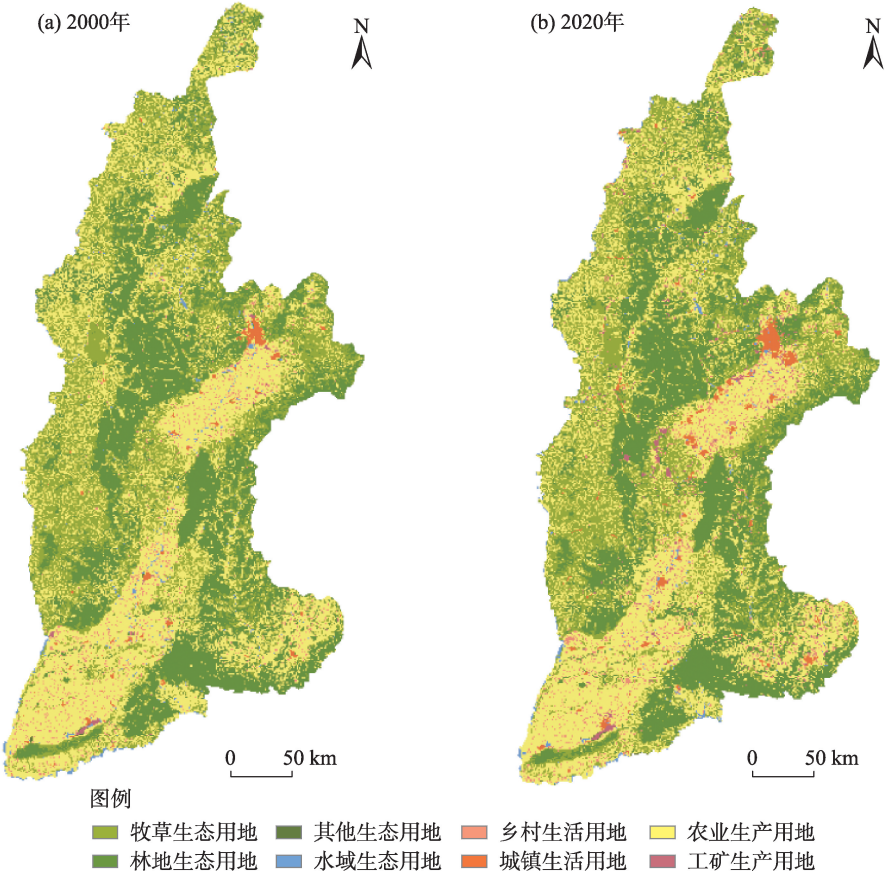 (a) 2000年
N
(b) 2020年
N
0 50 km
0 50 km
图例
牧草生态用地 其他生态用地 乡村生活用地 农业生产用地
林地生态用地 水域生态用地 城镇生活用地 工矿生产用地